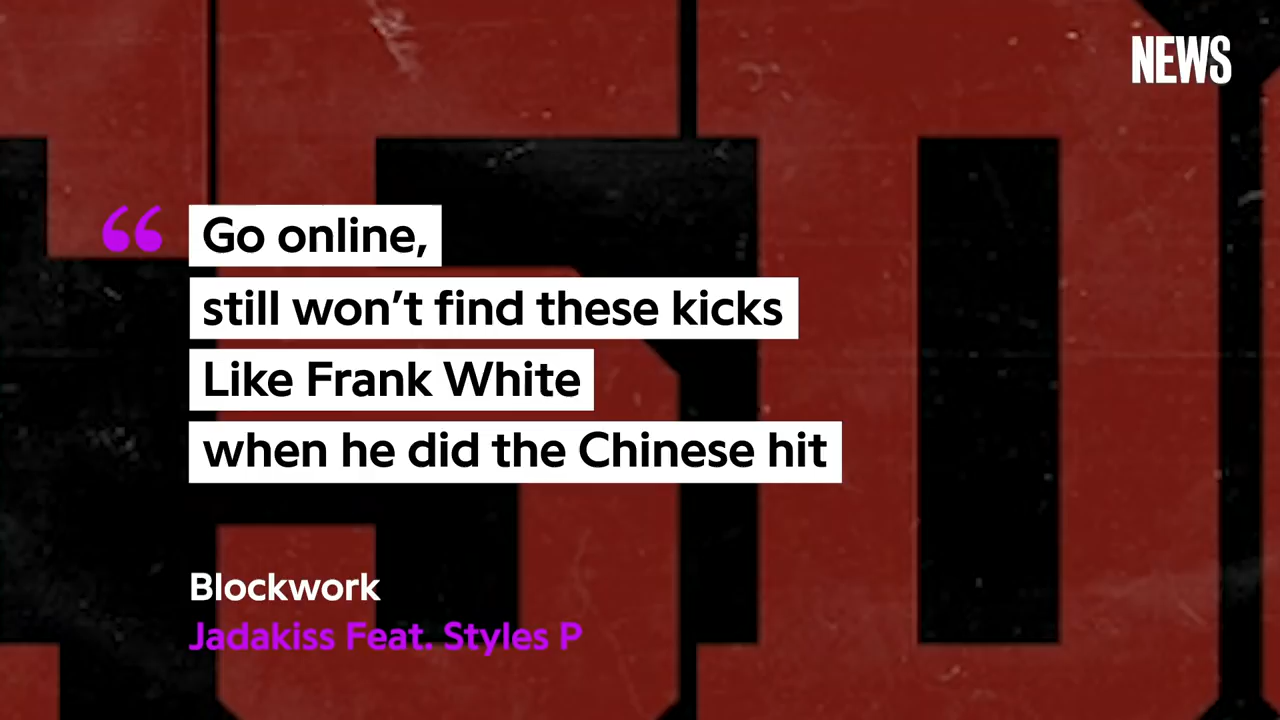 NEWS
“
Go online,
still won’t find these kicks
Like Frank White
when he did the Chinese hit
Blockwork
Jadakiss Feat. Styles P